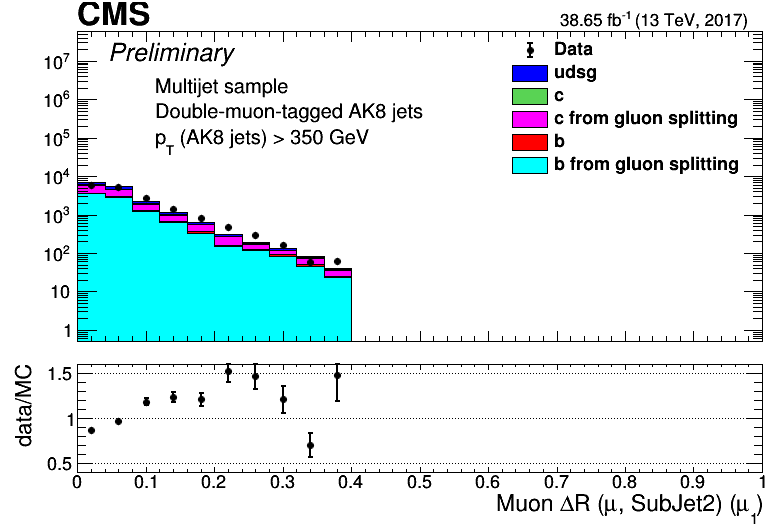 CMS
38.65 fb⁻¹ (13 TeV, 2017)
Preliminary
Multijet sample
Double-muon-tagged AK8 jets
p_T (AK8 jets) > 350 GeV
Data
udsg
c
c from gluon splitting
b
b from gluon splitting
10⁷
10⁶
10⁵
10⁴
10³
10²
10
1
data/MC
1.5
1
0.5
0 0.1 0.2 0.3 0.4 0.5 0.6 0.7 0.8 0.9 1
Muon ΔR (μ, SubJet2) (μ₁)